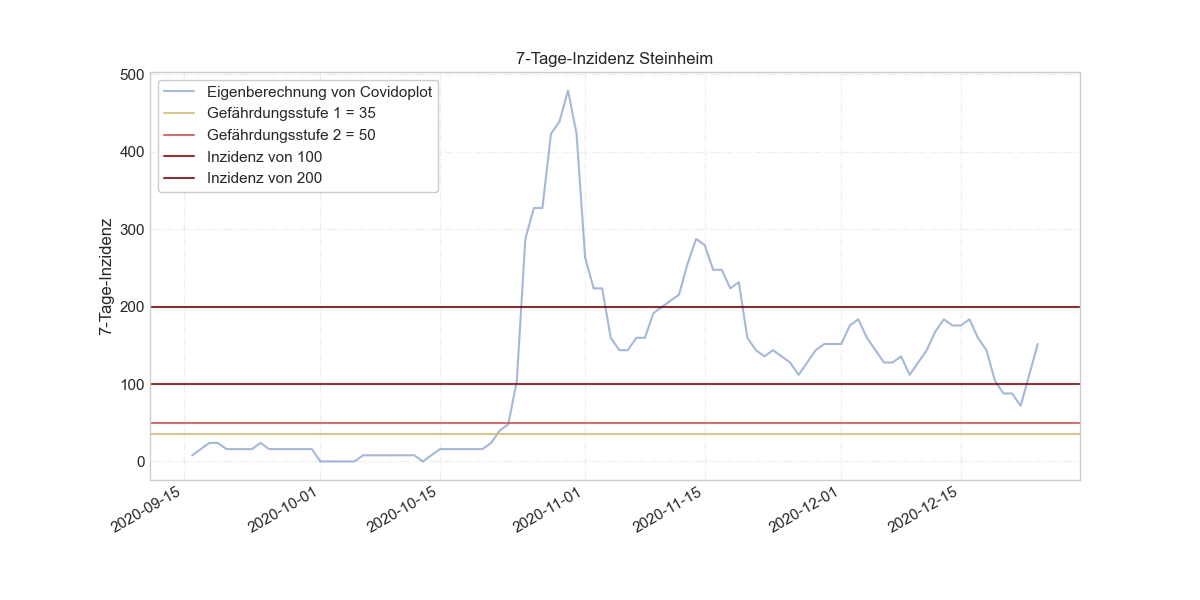 7-Tage-Inzidenz Steinheim
500
400
300
200
100
0
7-Tage-Inzidenz
Eigenberechnung von Covidoplot
Gefährdungsstufe 1 = 35
Gefährdungsstufe 2 = 50
Inzidenz von 100
Inzidenz von 200
2020-09-15
2020-10-01
2020-10-15
2020-11-01
2020-11-15
2020-12-01
2020-12-15